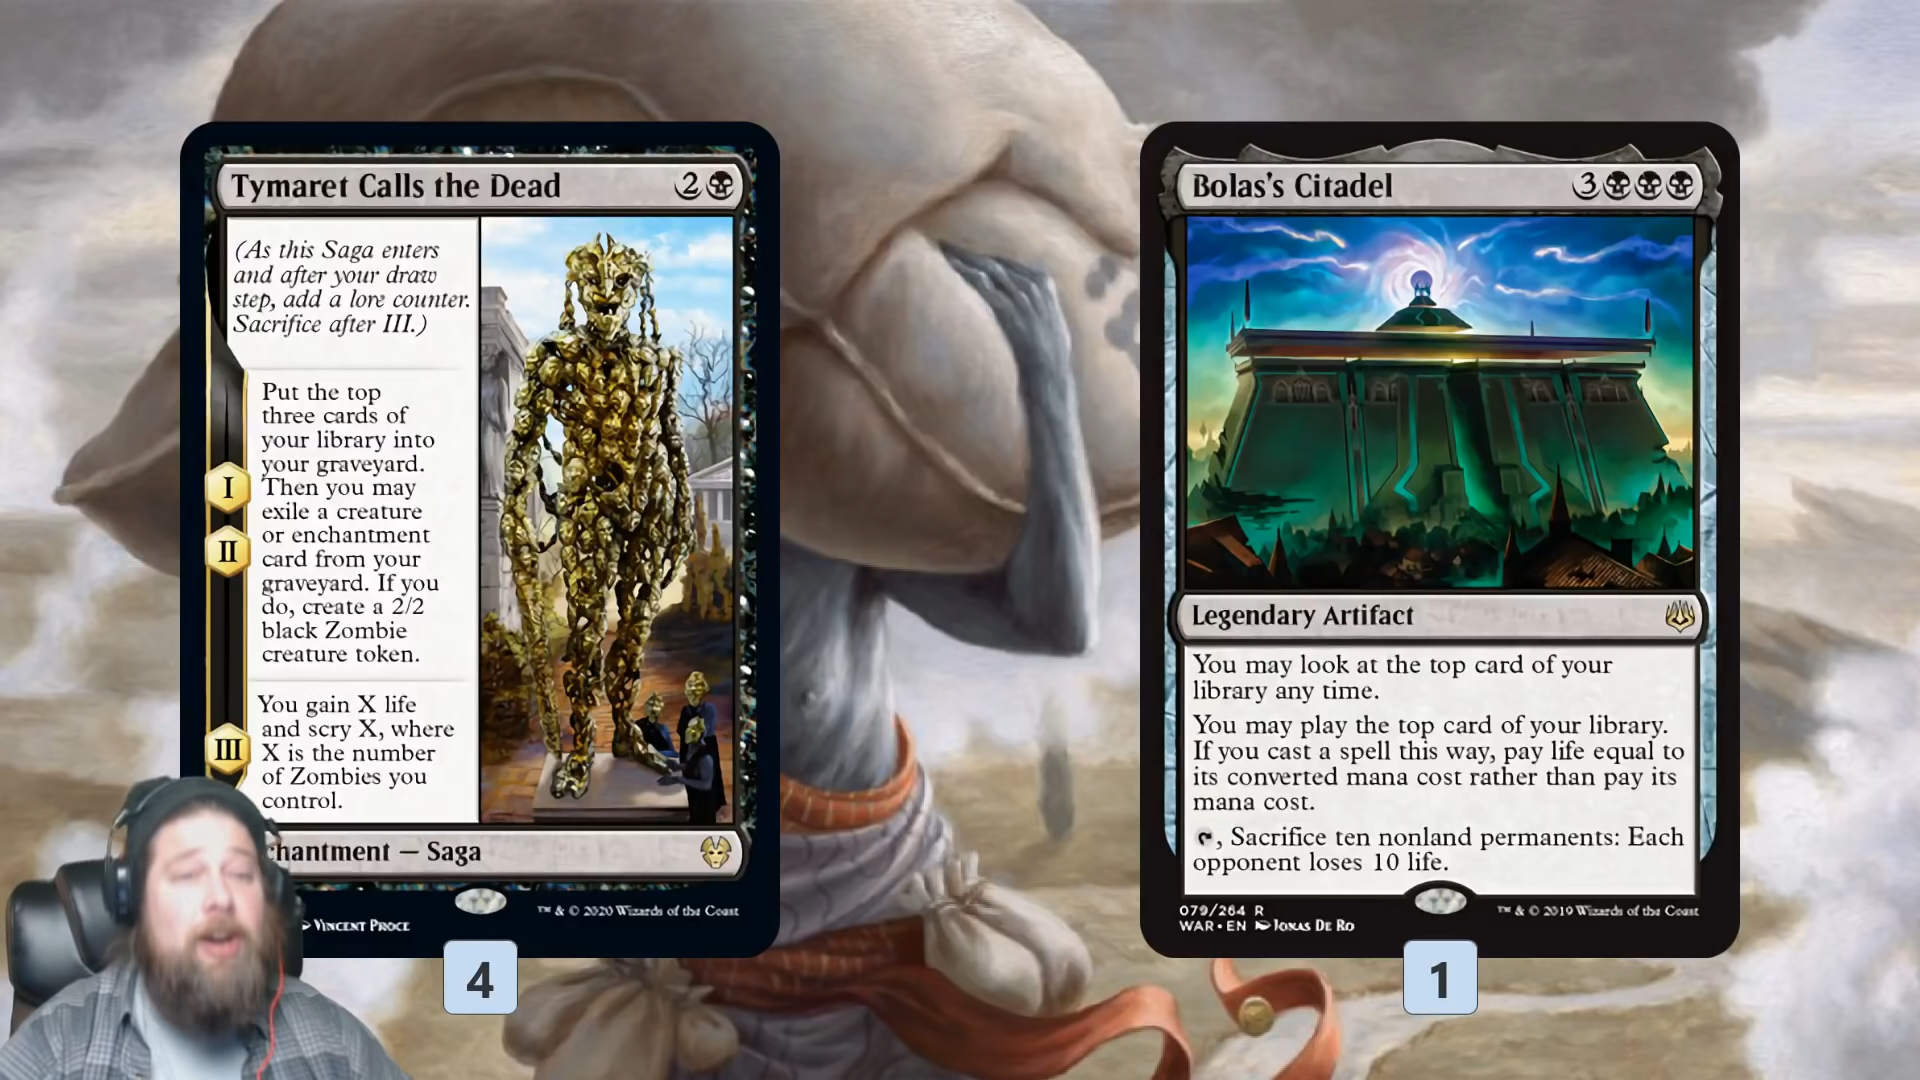 Tymaret Calls the Dead 2
(As this Saga enters
and after your draw
step, add a lore counter.
Sacrifice after III.)
Put the top
three cards of
your library into
your graveyard.
I Then you may
exile a creature
or enchantment
II card from your
graveyard. If you
do, create a 2/2
black Zombie
creature token.
You gain X life
and scry X, where
III X is the number
of Zombies you
control.
chantment — Saga
VINCENT PROCE
™ & © 2020 Wizards of the Coast
4
Bolas's Citadel 3
Legendary Artifact
You may look at the top card of your
library any time.
You may play the top card of your library.
If you cast a spell this way, pay life equal to
its converted mana cost rather than pay its
mana cost.
, Sacrifice ten nonland permanents: Each
opponent loses 10 life.
079/264 R
WAR • EN JONAS DE RO
™ & © 2019 Wizards of the Coast
1